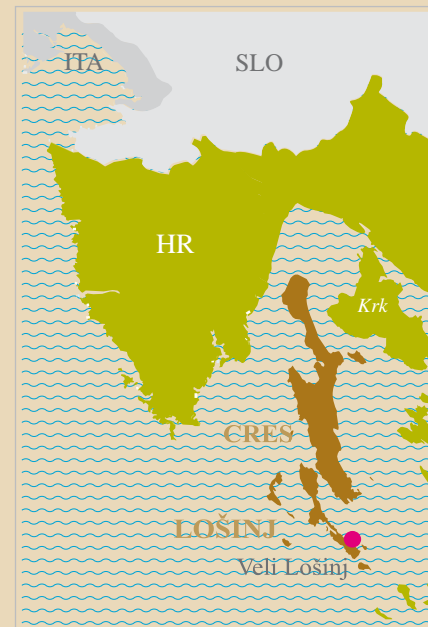 ITA
SLO
HR
Krk
CRES
LOŠINJ
Veli Lošinj